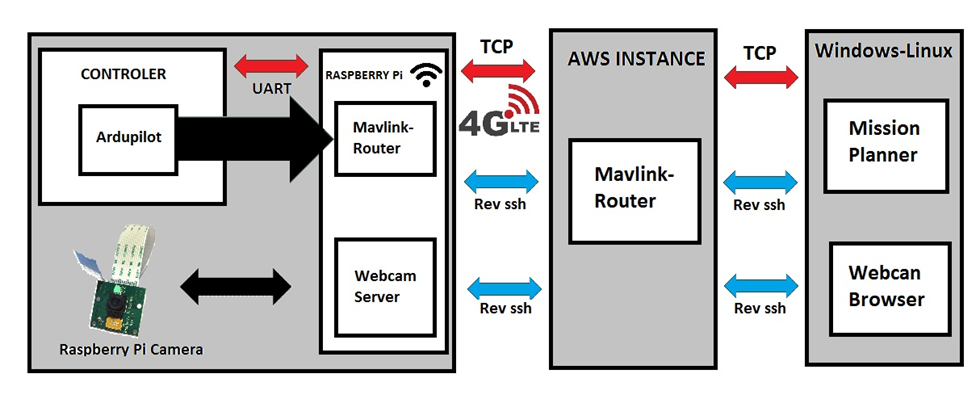 CONTROLER
Ardupilot
UART
RASPBERRY Pi
Mavlink-
Router
Webcam
Server
Raspberry Pi Camera
TCP
4G LTE
Rev ssh
Rev ssh
AWS INSTANCE
Mavlink-
Router
TCP
Rev ssh
Rev ssh
Windows-Linux
Mission
Planner
Webcan
Browser